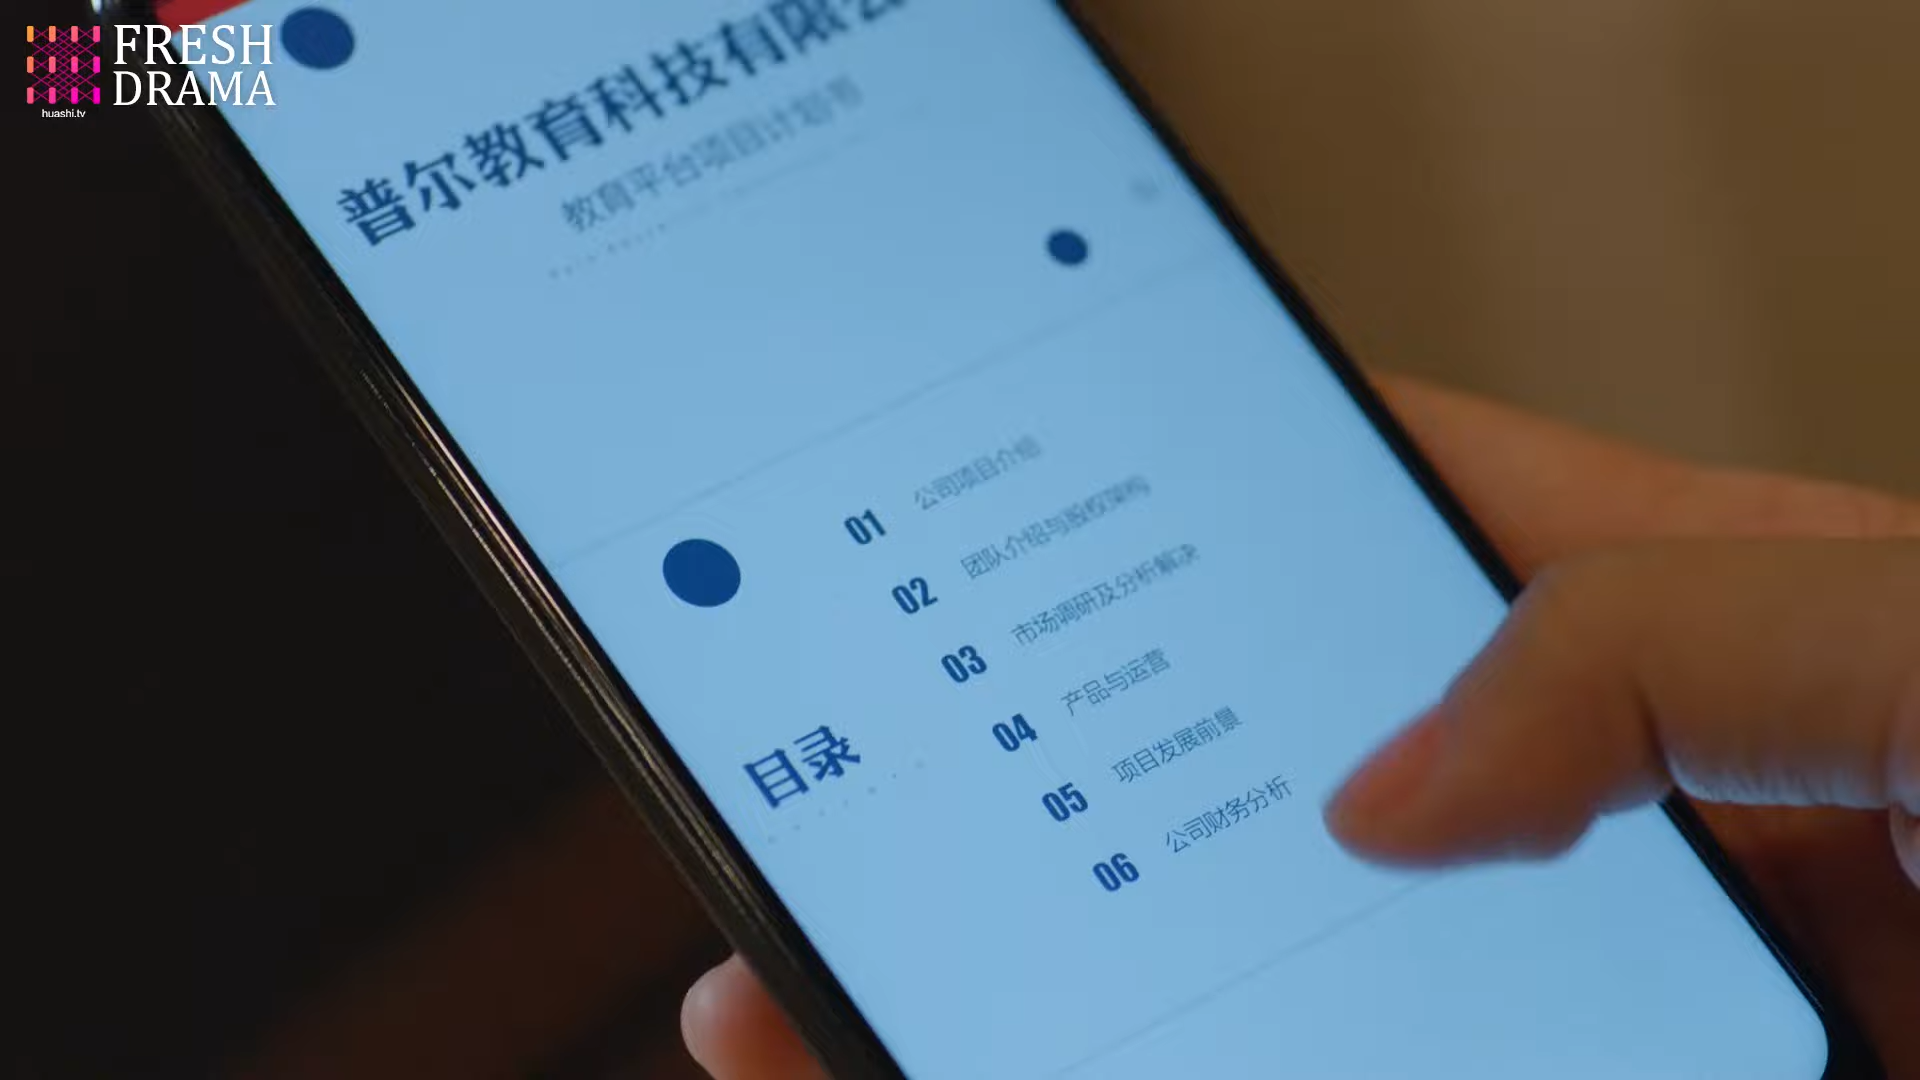 FRESH
DRAMA
huashi.tv
普尔教育科技有限公
教育平台项目计划书
目录
01 公司项目介绍
02 团队介绍与股权架构
03 市场调研及分析解决
04 产品与运营
05 项目发展前景
06 公司财务分析